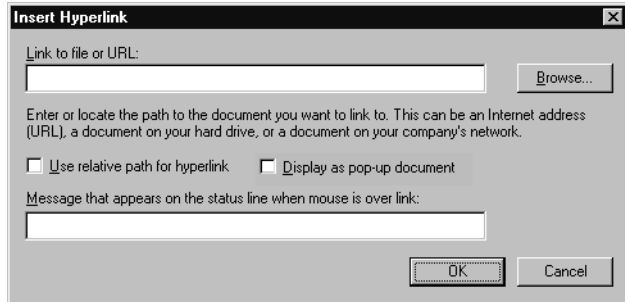 Insert Hyperlink
Link to file or URL:
Browse...
Enter or locate the path to the document you want to link to. This can be an Internet address
(URL), a document on your hard drive, or a document on your company's network.
Use relative path for hyperlink Display as pop-up document
Message that appears on the status line when mouse is over link:
OK Cancel